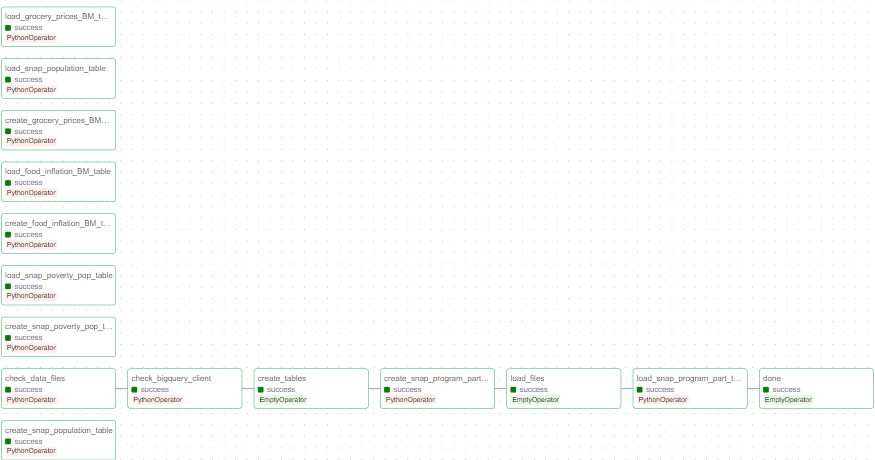 load_grocery_prices_BM_t...
success
PythonOperator
load_snap_population_table
success
PythonOperator
create_grocery_prices_BM...
success
PythonOperator
load_food_inflation_BM_table
success
PythonOperator
create_food_inflation_BM_t...
success
PythonOperator
load_snap_poverty_pop_table
success
PythonOperator
create_snap_poverty_pop_t...
success
PythonOperator
check_data_files
success
PythonOperator
check_bigquery_client
success
PythonOperator
create_tables
success
EmptyOperator
create_snap_program_part...
success
PythonOperator
load_files
success
EmptyOperator
load_snap_program_part_t...
success
PythonOperator
done
success
EmptyOperator
create_snap_population_table
success
PythonOperator